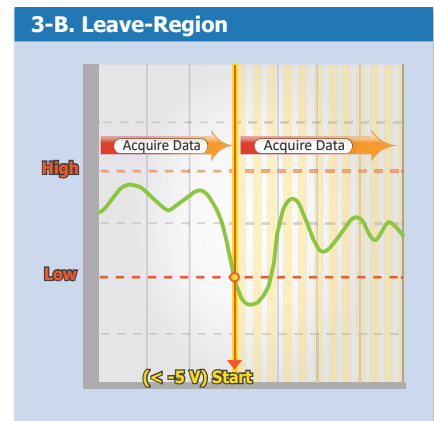 3-B. Leave-Region
Acquire Data Acquire Data
High
Low
(< -5 V) Start